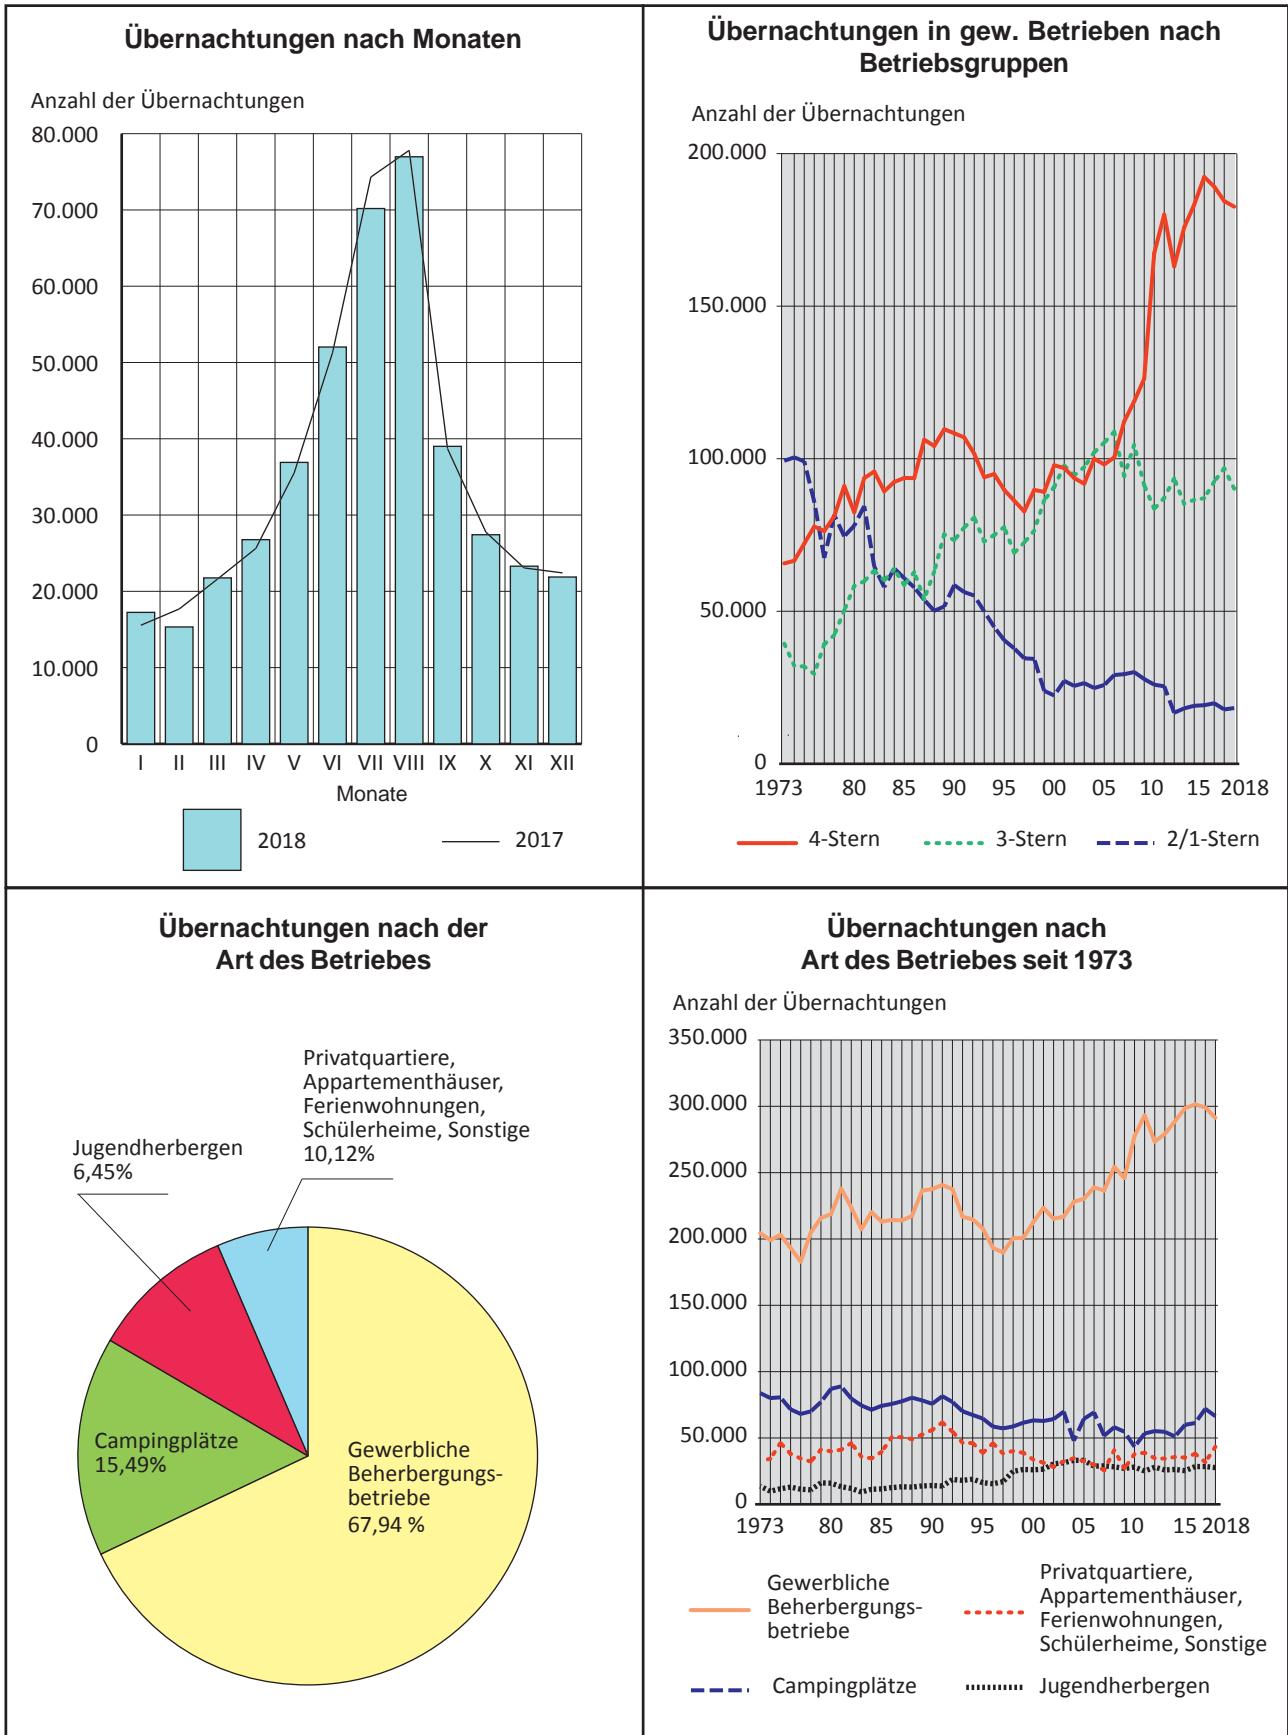 Übernachtungen nach Monaten
Anzahl der Übernachtungen
80.000
70.000
60.000
50.000
40.000
30.000
20.000
10.000
0
I II III IV V VI VII VIII IX X XI XII
Monate
2018 2017
Übernachtungen in gew. Betrieben nach
Betriebsgruppen
Anzahl der Übernachtungen
200.000
150.000
100.000
50.000
0
1973 80 85 90 95 00 05 10 15 2018
4-Stern 3-Stern 2/1-Stern
Übernachtungen nach der
Art des Betriebes
Privatquartiere,
Appartementhäuser,
Ferienwohnungen,
Schülerheime, Sonstige
10,12%
Jugendherbergen
6,45%
Campingplätze
15,49%
Gewerbliche
Beherbergungs-
betriebe
67,94 %
Übernachtungen nach
Art des Betriebes seit 1973
Anzahl der Übernachtungen
350.000
300.000
250.000
200.000
150.000
100.000
50.000
0
1973 80 85 90 95 00 05 10 15 2018
Gewerbliche
Beherbergungs-
betriebe
Privatquartiere,
Appartementhäuser,
Ferienwohnungen,
Schülerheime, Sonstige
Campingplätze Jugendherbergen